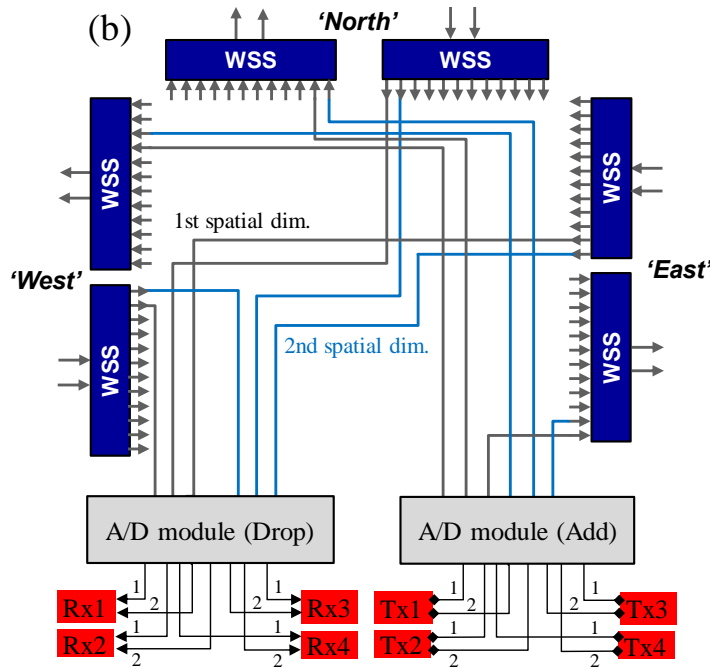 (b)
'North'
WSS
WSS
WSS
WSS
1st spatial dim.
'West'
'East'
WSS
WSS
2nd spatial dim.
A/D module (Drop)
A/D module (Add)
1
1
1
1
Rx1
2
2
Rx3
Tx1
2
2
Tx3
1
1
1
1
Rx2
Rx4
Tx2
Tx4
2
2
2
2